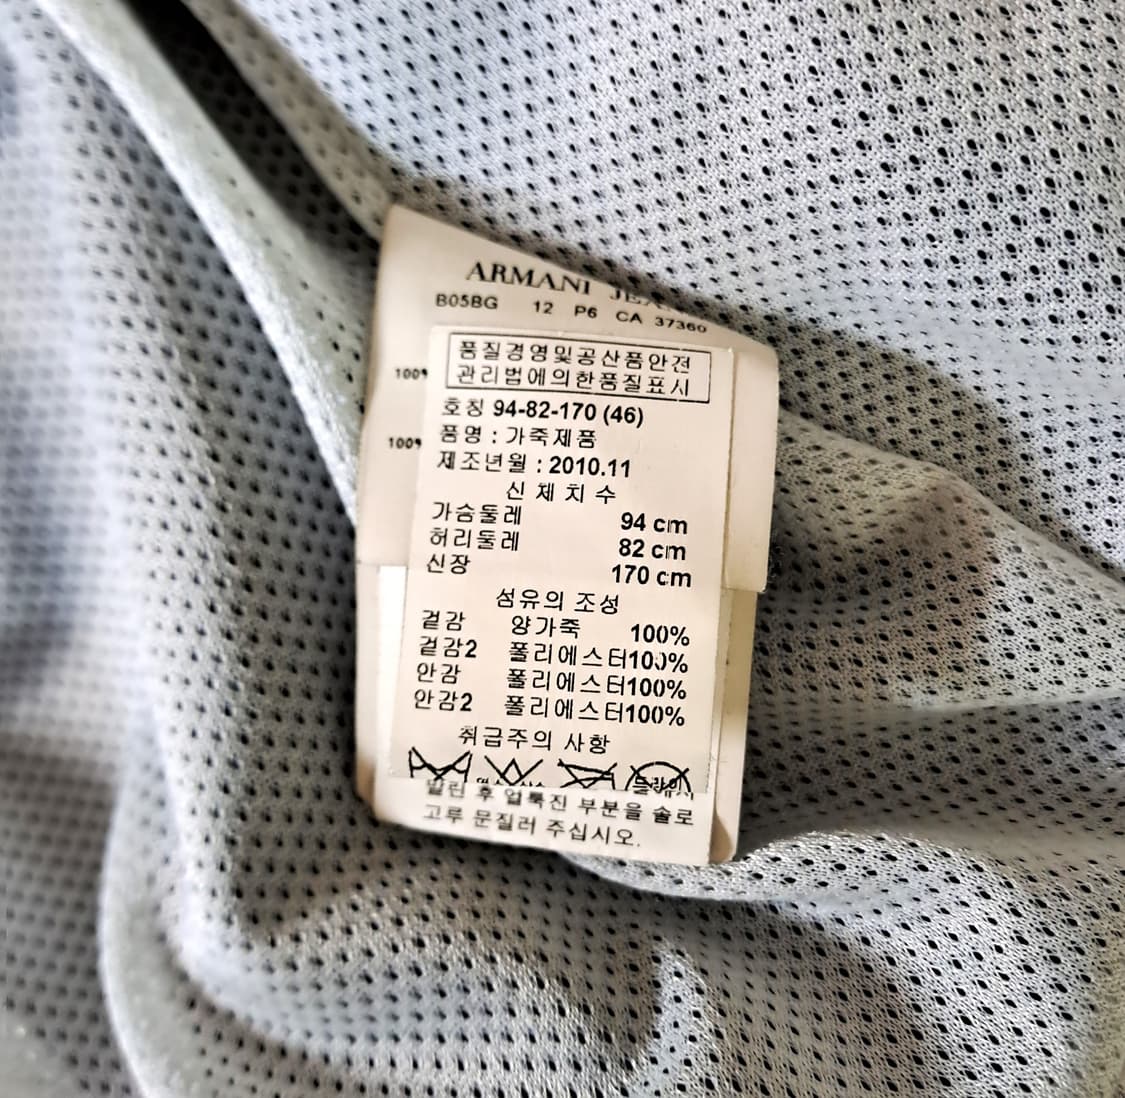 ARMANI
B05BG 12 P6 CA 37360
품질경영및공산품안전
관리법에의한품질표시
100%
호칭 94-82-170 (46)
품명 : 가죽제품
100%
제조년월 : 2010.11
신 체 치 수
가슴둘레 94 cm
허리둘레 82 cm
신장 170 cm
섬유의 조성
겉감 양가죽 100%
겉감2 폴리에스터100%
안감 폴리에스터100%
안감2 폴리에스터100%
취급주의 사항
후 얼룩진 부분을 솔로
고루 문질러 주십시오.